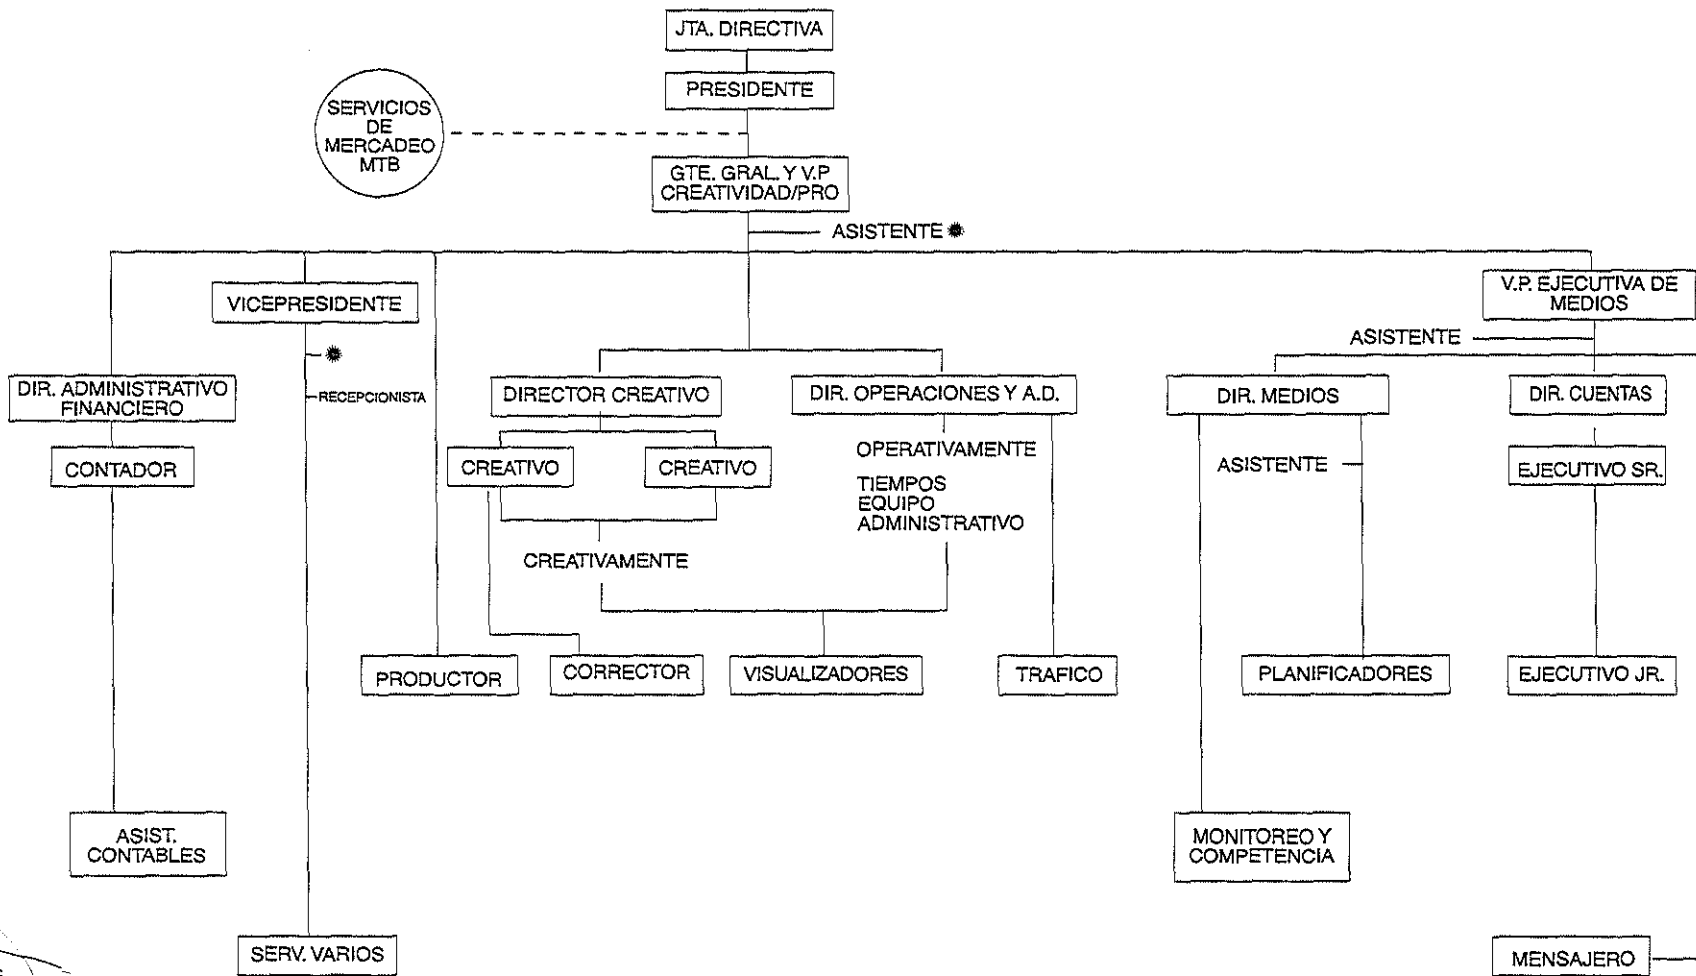 JTA. DIRECTIVA
PRESIDENTE
SERVICIOS
DE
MERCADEO
MTB
GTE. GRAL. Y V.P
CREATIVIDAD/PRO
ASISTENTE
VICEPRESIDENTE
V.P. EJECUTIVA DE
MEDIOS
ASISTENTE
DIR. ADMINISTRATIVO
FINANCIERO
RECEPCIONISTA
DIRECTOR CREATIVO
DIR. OPERACIONES Y A.D.
DIR. MEDIOS
DIR. CUENTAS
CONTADOR
CREATIVO
CREATIVO
OPERATIVAMENTE
TIEMPOS
EQUIPO
ADMINISTRATIVO
ASISTENTE
EJECUTIVO SR.
CREATIVAMENTE
PRODUCTOR
CORRECTOR
VISUALIZADORES
TRAFICO
PLANIFICADORES
EJECUTIVO JR.
ASIST.
CONTABLES
MONITOREO Y
COMPETENCIA
SERV. VARIOS
MENSAJERO